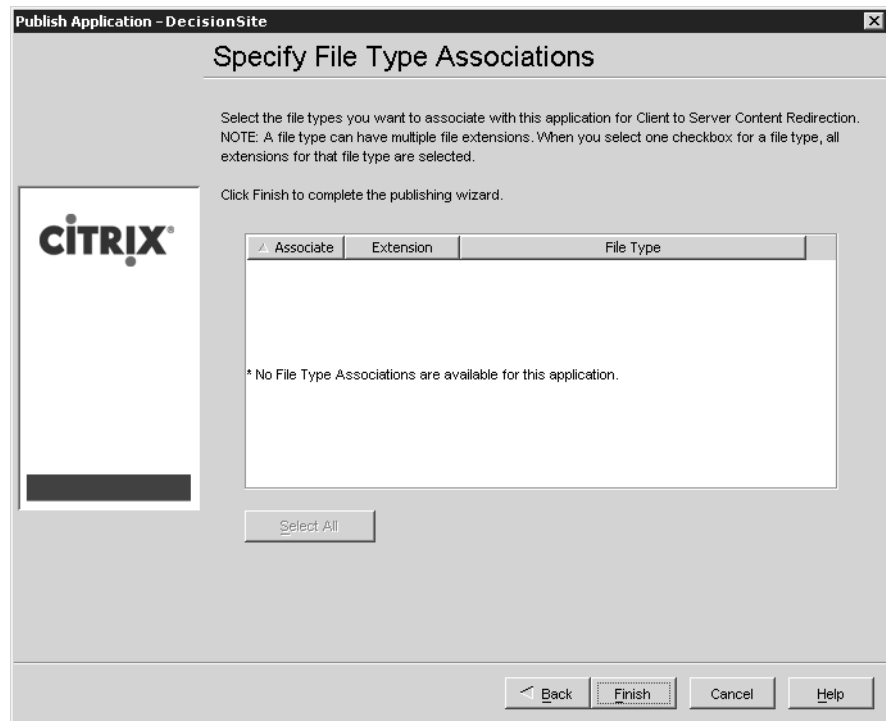 Publish Application - DecisionSite
Specify File Type Associations
Select the file types you want to associate with this application for Client to Server Content Redirection.
NOTE: A file type can have multiple file extensions. When you select one checkbox for a file type, all
extensions for that file type are selected.
Click Finish to complete the publishing wizard.
CİTRIX®
Associate Extension File Type
* No File Type Associations are available for this application.
Select All
Back Finish Cancel Help